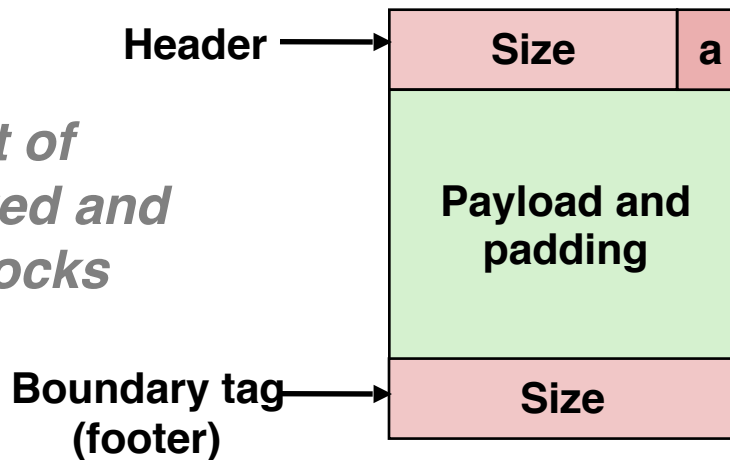 Header
Size
a
t of
ed and
ocks
Payload and
padding
Boundary tag
(footer)
Size